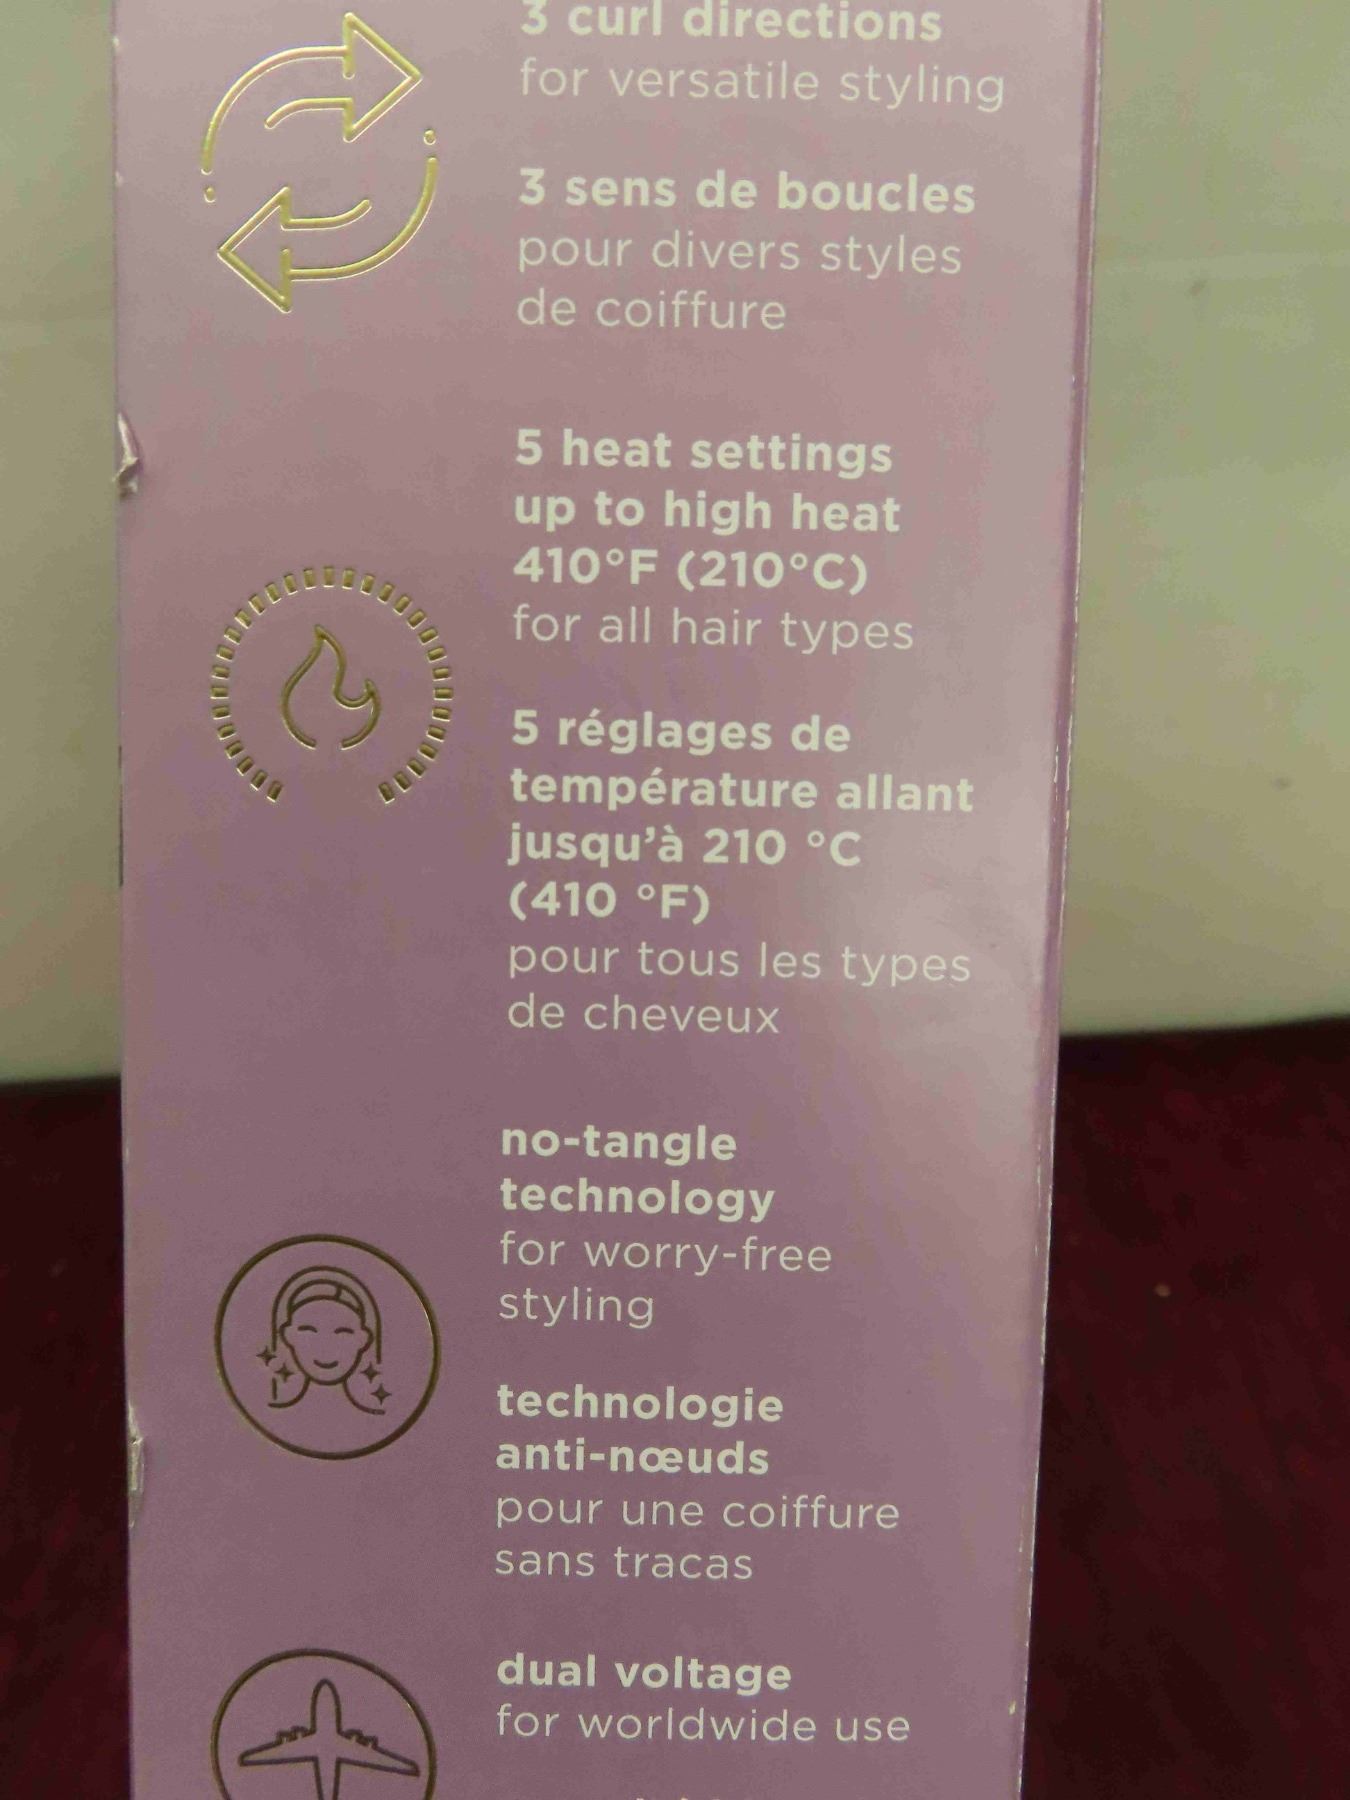 3 curl directions
for versatile styling
3 sens de boucles
pour divers styles
de coiffure
5 heat settings
up to high heat
410°F (210°C)
for all hair types
5 réglages de
température allant
jusqu'à 210 °C
(410 °F)
pour tous les types
de cheveux
no-tangle
technology
for worry-free
styling
technologie
anti-nœuds
pour une coiffure
sans tracas
dual voltage
for worldwide use